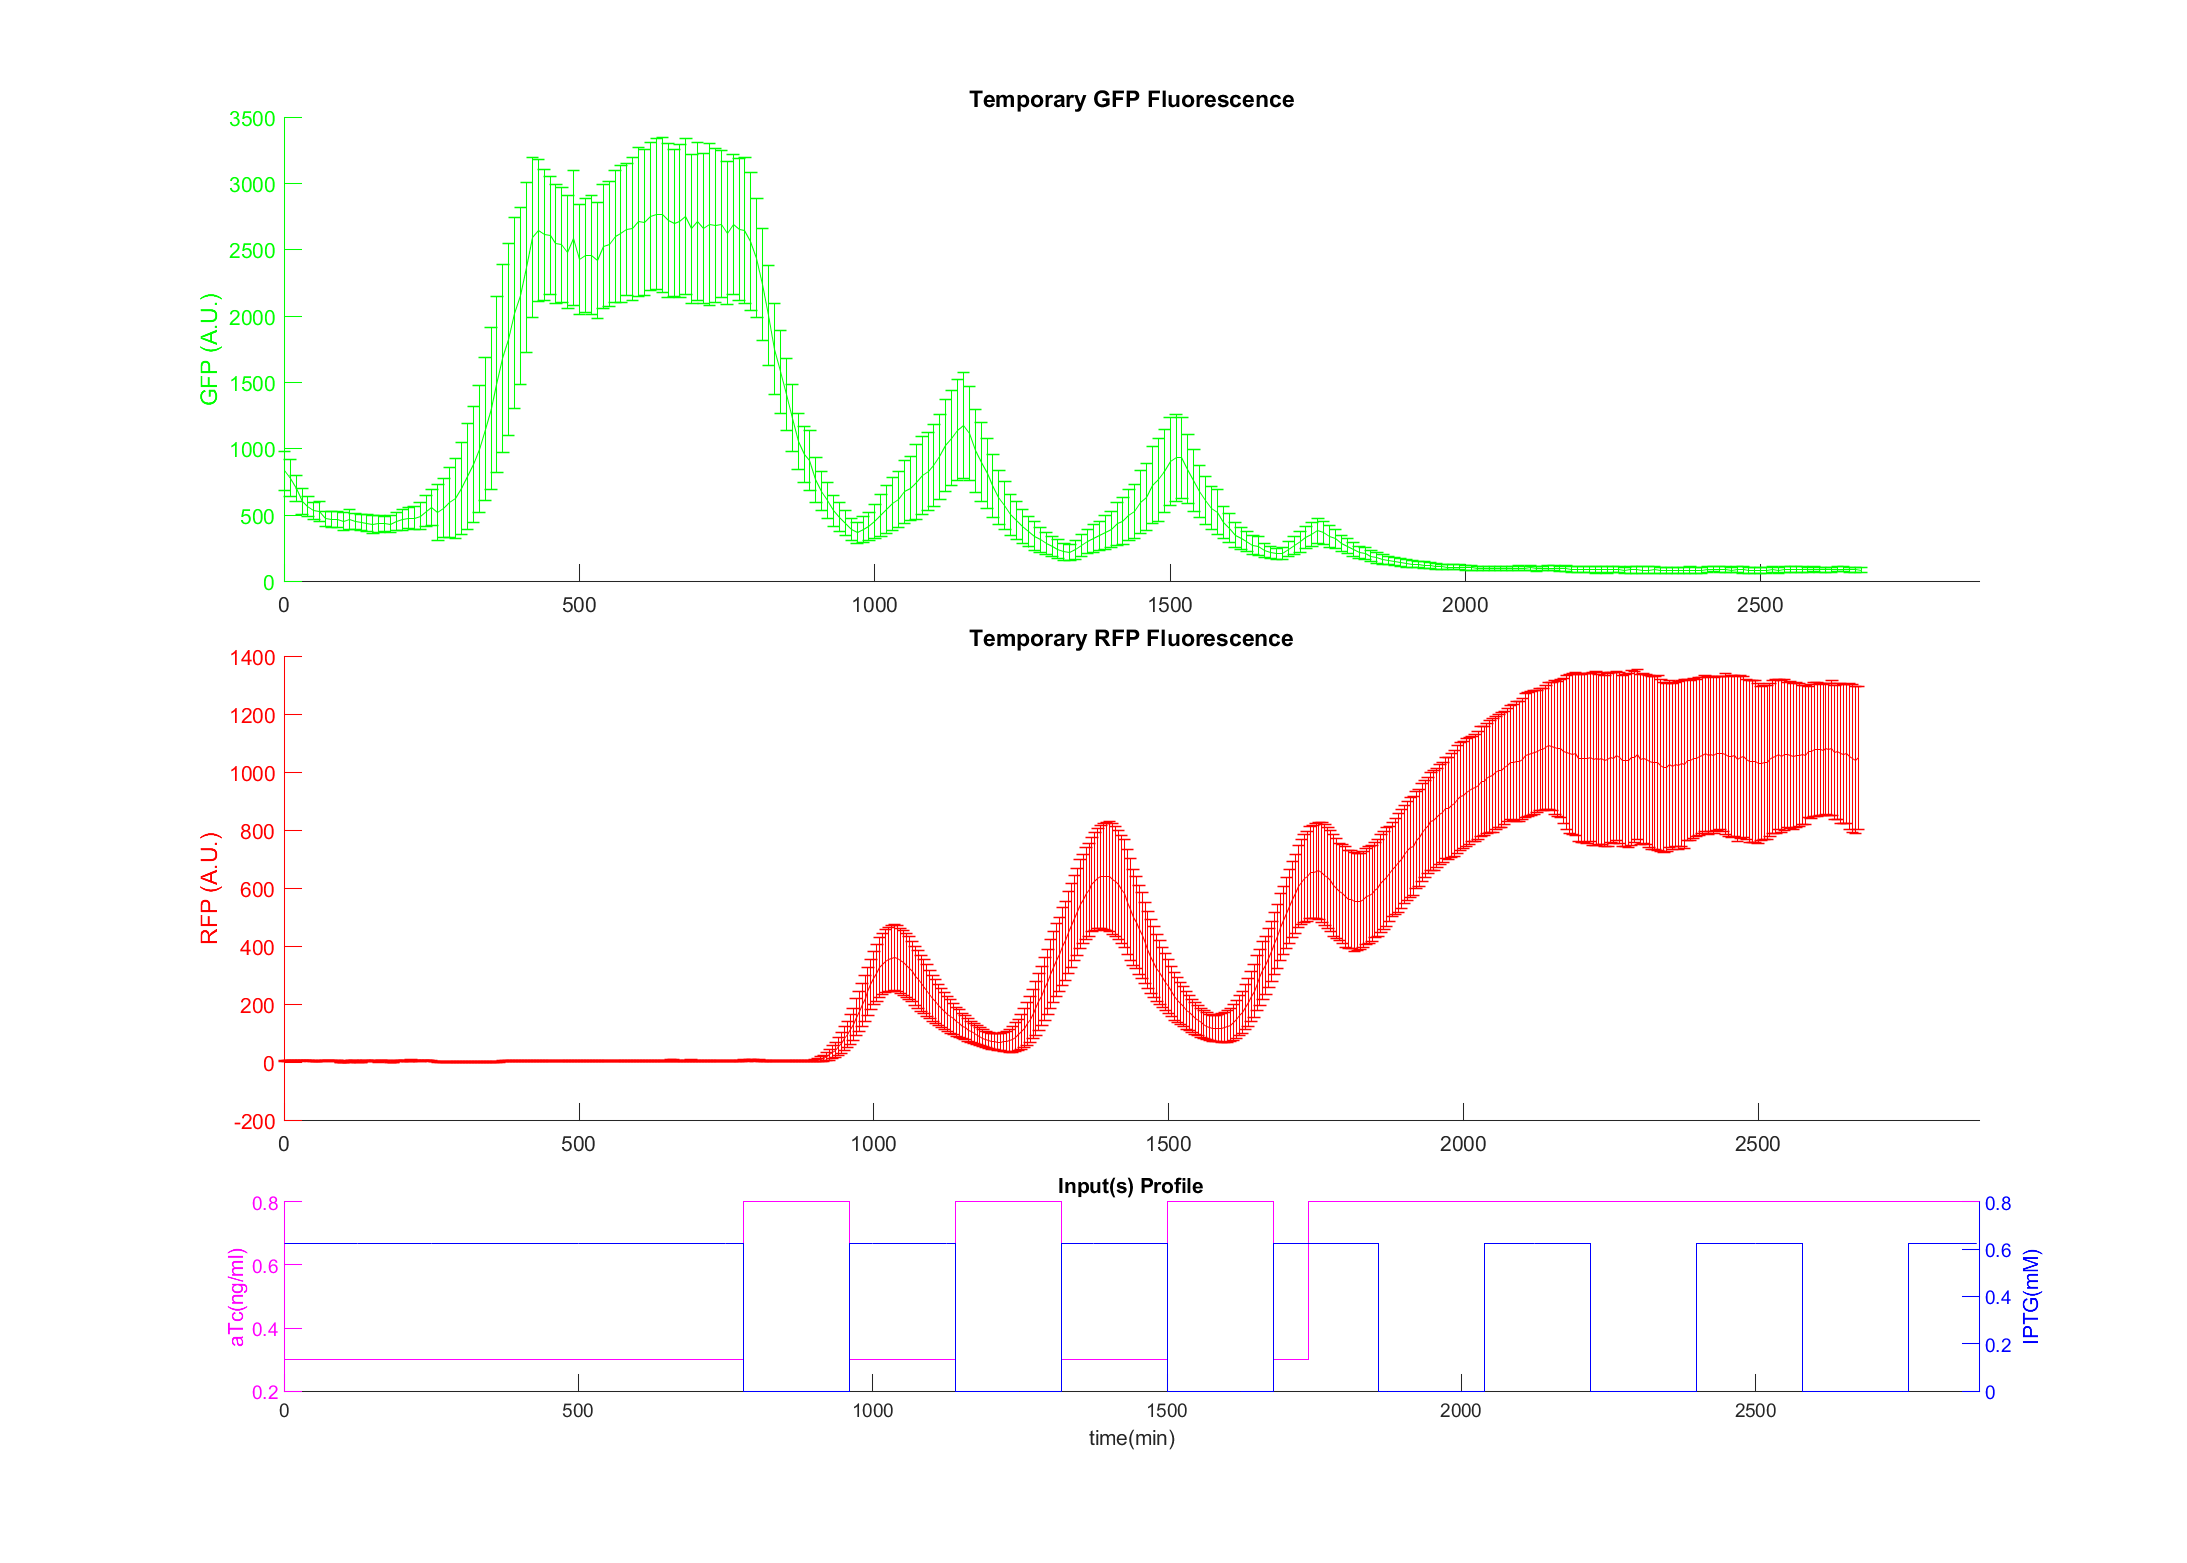 Temporary GFP Fluorescence
3500
3000
2500
2000
1500
1000
500
0
GFP (A.U.)
0 500 1000 1500 2000 2500
Temporary RFP Fluorescence
1400
1200
1000
800
600
400
200
0
-200
RFP (A.U.)
0 500 1000 1500 2000 2500
Input(s) Profile
0.8
0.6
0.4
0.2
aTc(ng/ml)
0.8
0.6
0.4
0.2
0
IPTG(mM)
0 500 1000 1500 2000 2500
time(min)